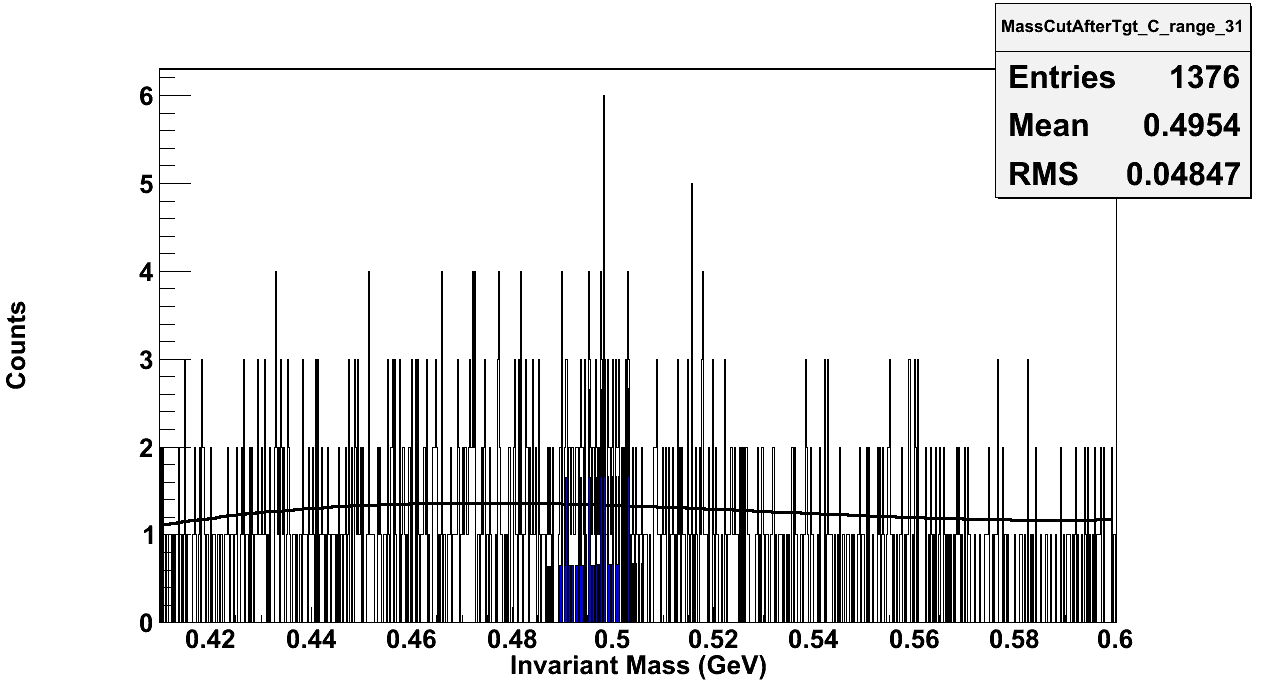 MassCutAfterTgt_C_range_31
Entries 1376
Mean 0.4954
RMS 0.04847
6
5
4
3
2
1
0
Counts
0.42 0.44 0.46 0.48 0.5 0.52 0.54 0.56 0.58 0.6
Invariant Mass (GeV)